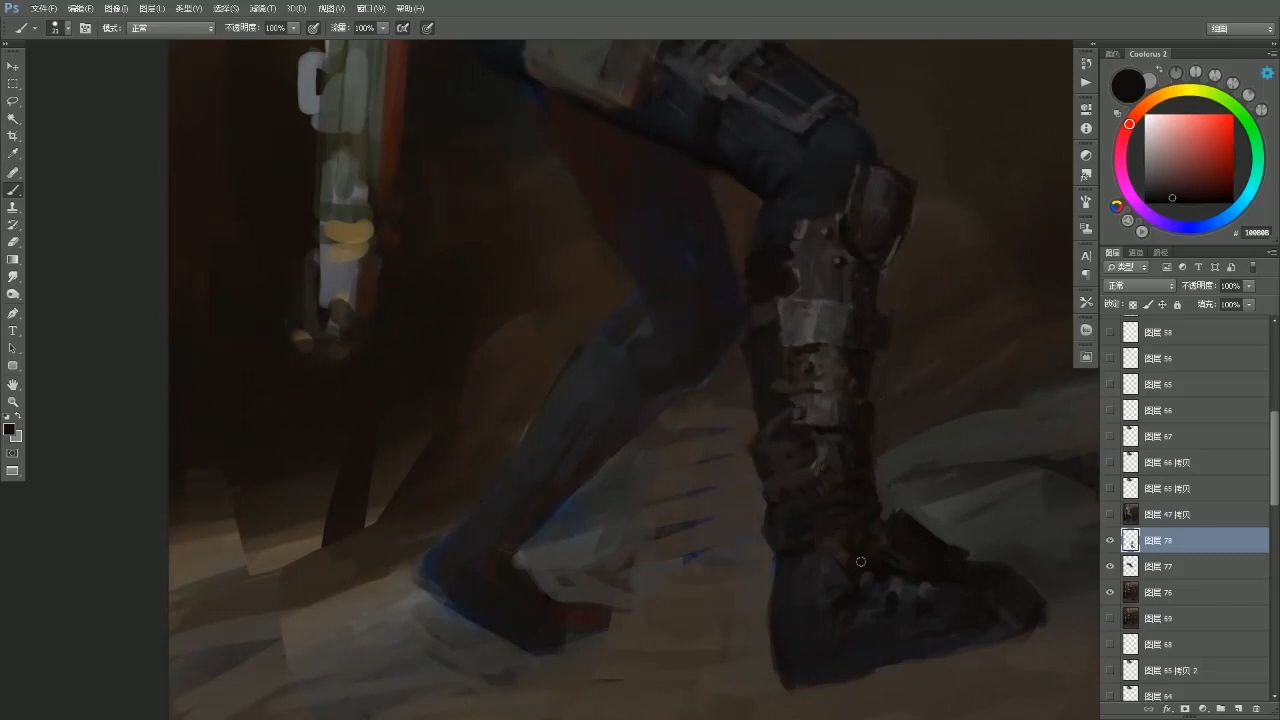 Ps 文件(F) 编辑(E) 图像(I) 图层(L) 类型(Y) 选择(S) 滤镜(T) 3D(D) 视图(V) 窗口(W) 帮助(H)
21 模式: 正常 不透明度: 100% 流量: 100% 绘画
颜色 Coolorus 2
# 100B0B
图层 通道 路径
类型
正常 不透明度: 100%
锁定: 填充: 100%
图层 58
图层 56
图层 65
图层 66
图层 67
图层 66 拷贝
图层 65 拷贝
图层 47 拷贝
图层 78
图层 77
图层 76
图层 69
图层 68
图层 65 拷贝 2
图层 64